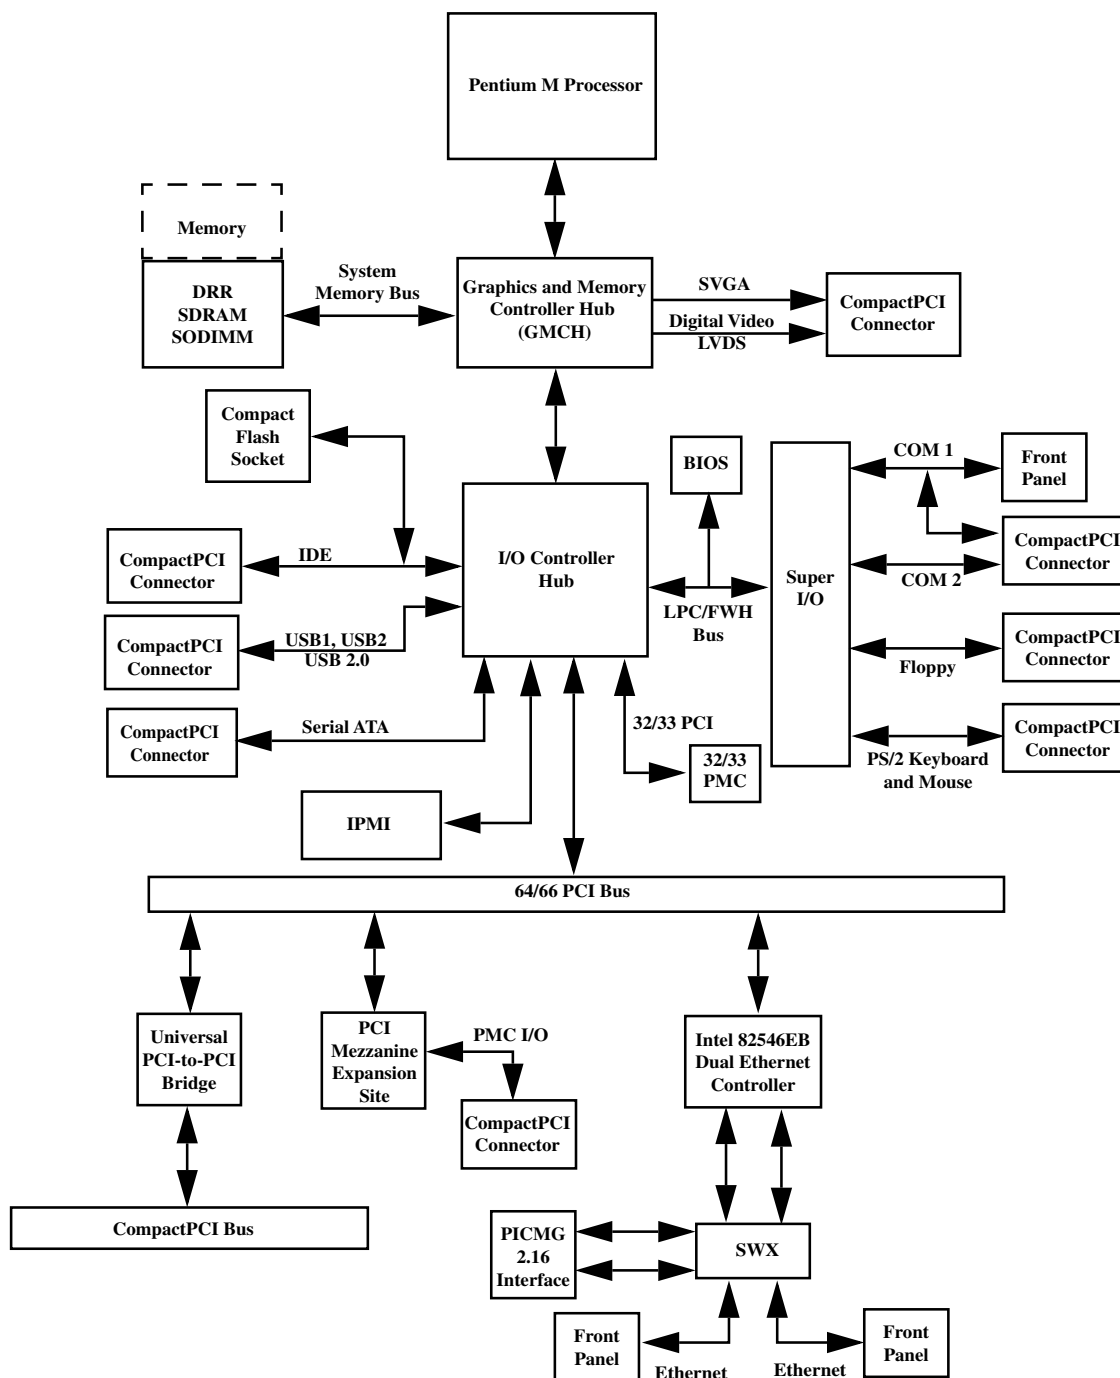 Pentium M Processor
Memory
DRR
SDRAM
SODIMM
System
Memory Bus
Graphics and Memory
Controller Hub
(GMCH)
SVGA
Digital Video
LVDS
CompactPCI
Connector
Compact
Flash
Socket
BIOS
COM 1
Front
Panel
CompactPCI
Connector
IDE
I/O Controller
Hub
LPC/FWH
Bus
Super
I/O
CompactPCI
Connector
COM 2
CompactPCI
Connector
USB1, USB2
USB 2.0
CompactPCI
Connector
Floppy
CompactPCI
Connector
Serial ATA
32/33 PCI
32/33
PMC
CompactPCI
Connector
PS/2 Keyboard
and Mouse
IPMI
64/66 PCI Bus
Universal
PCI-to-PCI
Bridge
PCI
Mezzanine
Expansion
Site
PMC I/O
CompactPCI
Connector
Intel 82546EB
Dual Ethernet
Controller
CompactPCI Bus
PICMG
2.16
Interface
SWX
Front
Panel
Ethernet
Ethernet
Front
Panel